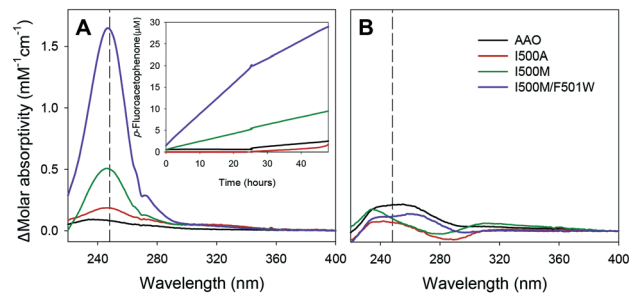 A
B
ΔMolar absorptivity (mM⁻¹cm⁻¹)
1.5
1.0
0.5
0.0
p-Fluoroacetophenone (µM)
30
25
20
15
10
5
0
0 10 20 30 40
Time (hours)
AAO
I500A
I500M
I500M/F501W
240 280 320 360 400
Wavelength (nm)
240 280 320 360 400
Wavelength (nm)